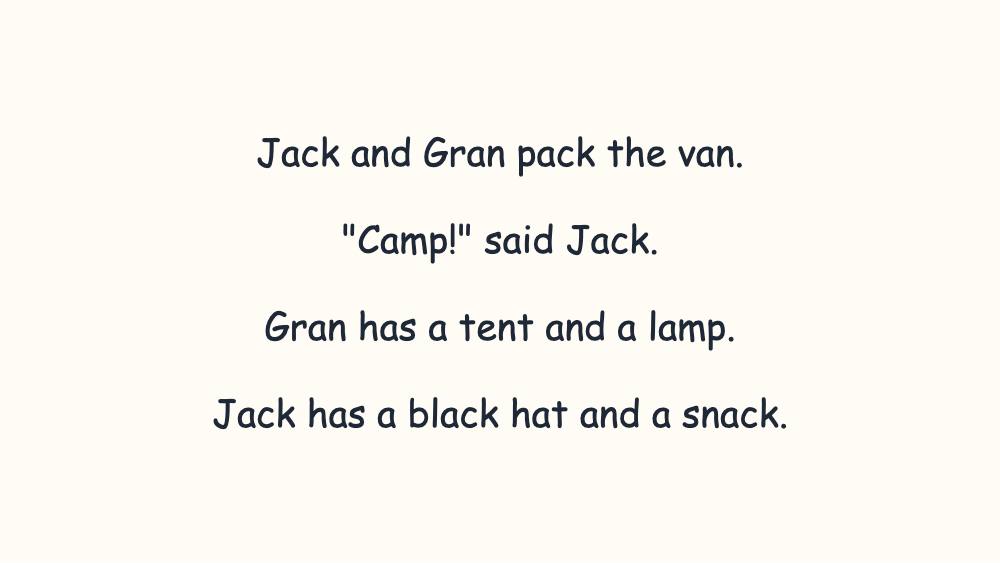 Jack and Gran pack the van.
"Camp!" said Jack.
Gran has a tent and a lamp.
Jack has a black hat and a snack.